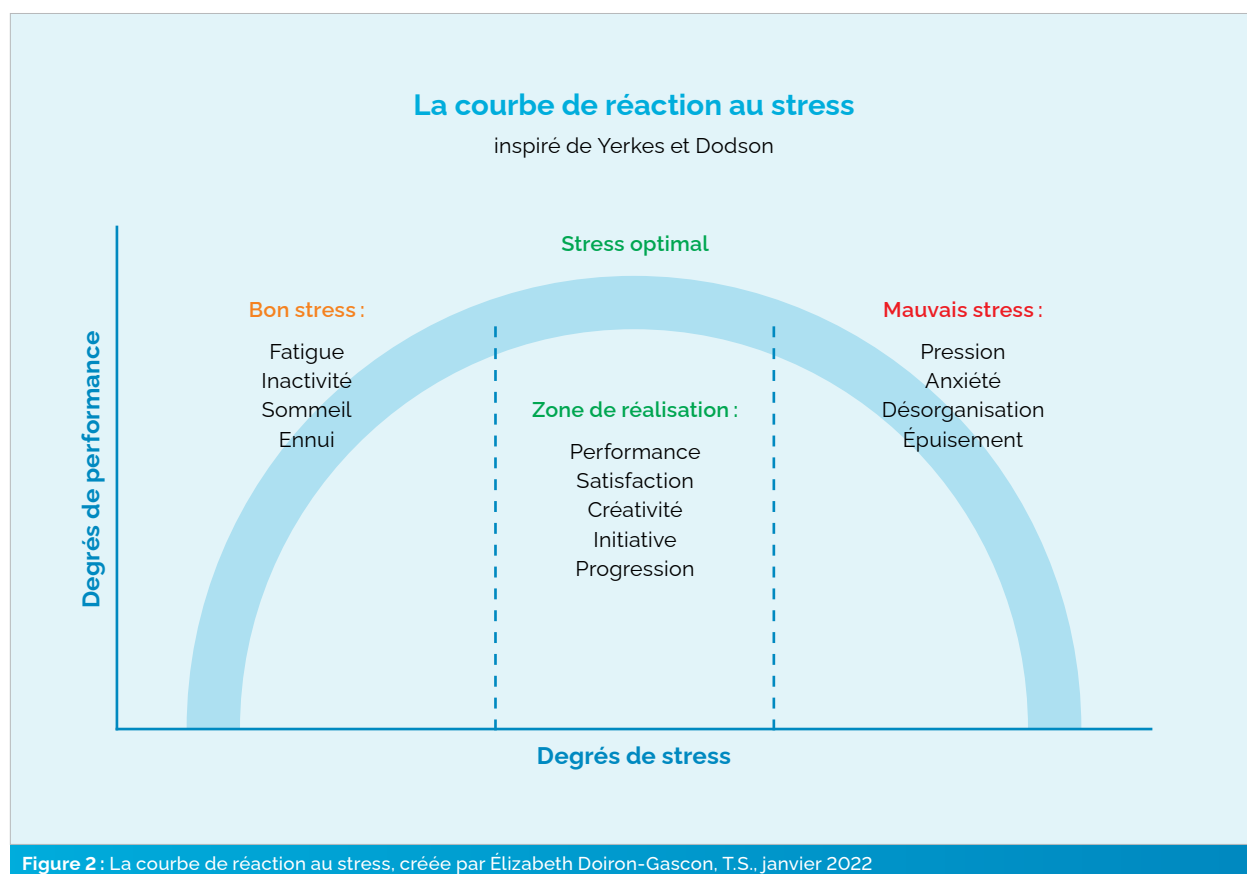 La courbe de réaction au stress
inspiré de Yerkes et Dodson
Stress optimal
Bon stress :
Fatigue
Inactivité
Sommeil
Ennui
Zone de réalisation :
Performance
Satisfaction
Créativité
Initiative
Progression
Mauvais stress :
Pression
Anxiété
Désorganisation
Épuisement
Degrés de performance
Degrés de stress
Figure 2 : La courbe de réaction au stress, créée par Élizabeth Doiron-Gascon, T.S., janvier 2022